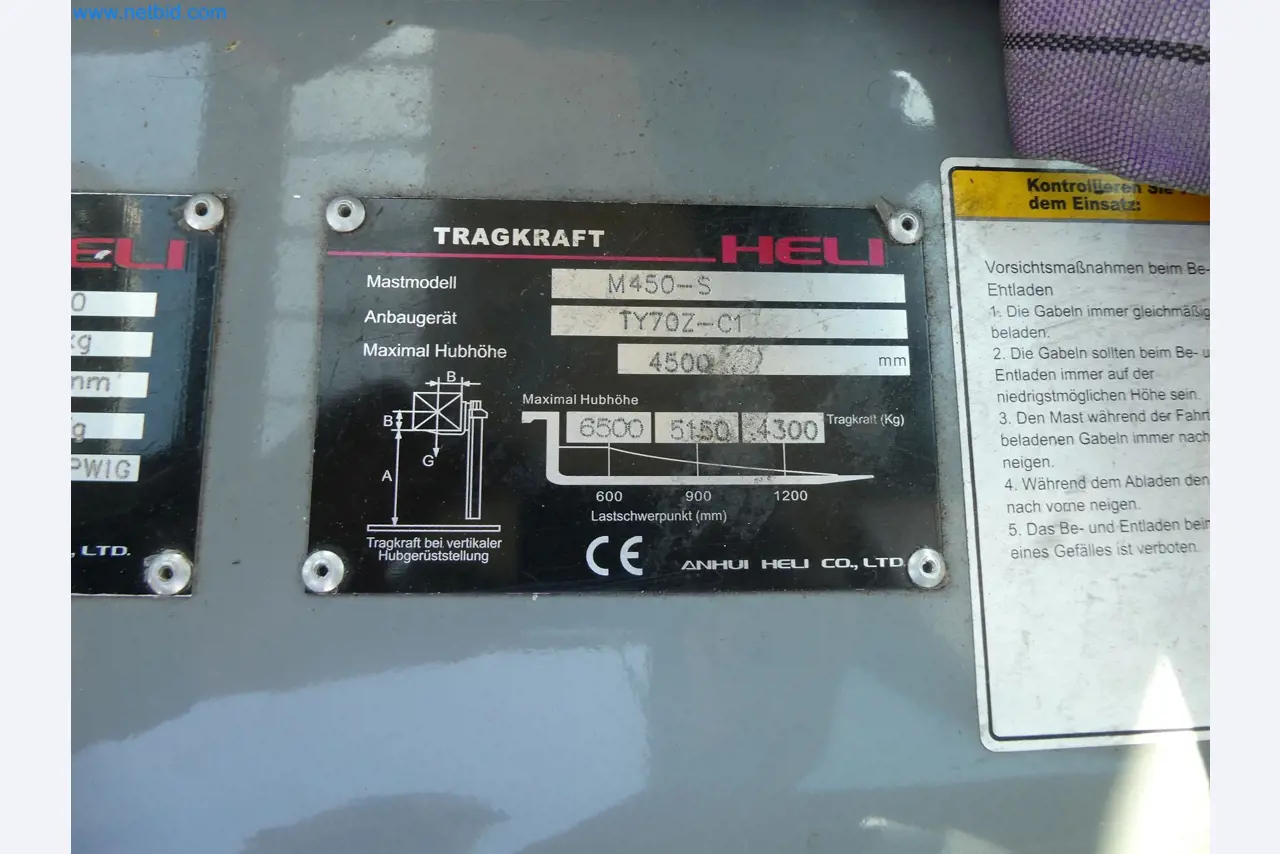 www.netbid.com
ELI
0
kg
mm
g
PWIG
, LTD.
TRAGKRAFT
HELI
Mastmodell M450-S
Anbaugerät TY70Z-C1
Maximal Hubhöhe 4500 mm
B
B
G
A
Tragkraft bei vertikaler
Hubgerüststellung
Maximal Hubhöhe
6500 5150 4300 Tragkraft (Kg)
600 900 1200
Lastschwerpunkt (mm)
CE
ANHUI HELI CO., LTD.
Kontrollieren Sie
dem Einsatz:
Vorsichtsmaßnahmen beim Be-
Entladen
1. Die Gabeln immer gleichmäßig
beladen.
2. Die Gabeln sollten beim Be- u
Entladen immer auf der
niedrigstmöglichen Höhe sein.
3. Den Mast während der Fahrt
beladenen Gabeln immer nach
neigen.
4. Während dem Abladen den
nach vorne neigen.
5. Das Be- und Entladen beim
eines Gefälles ist verboten.